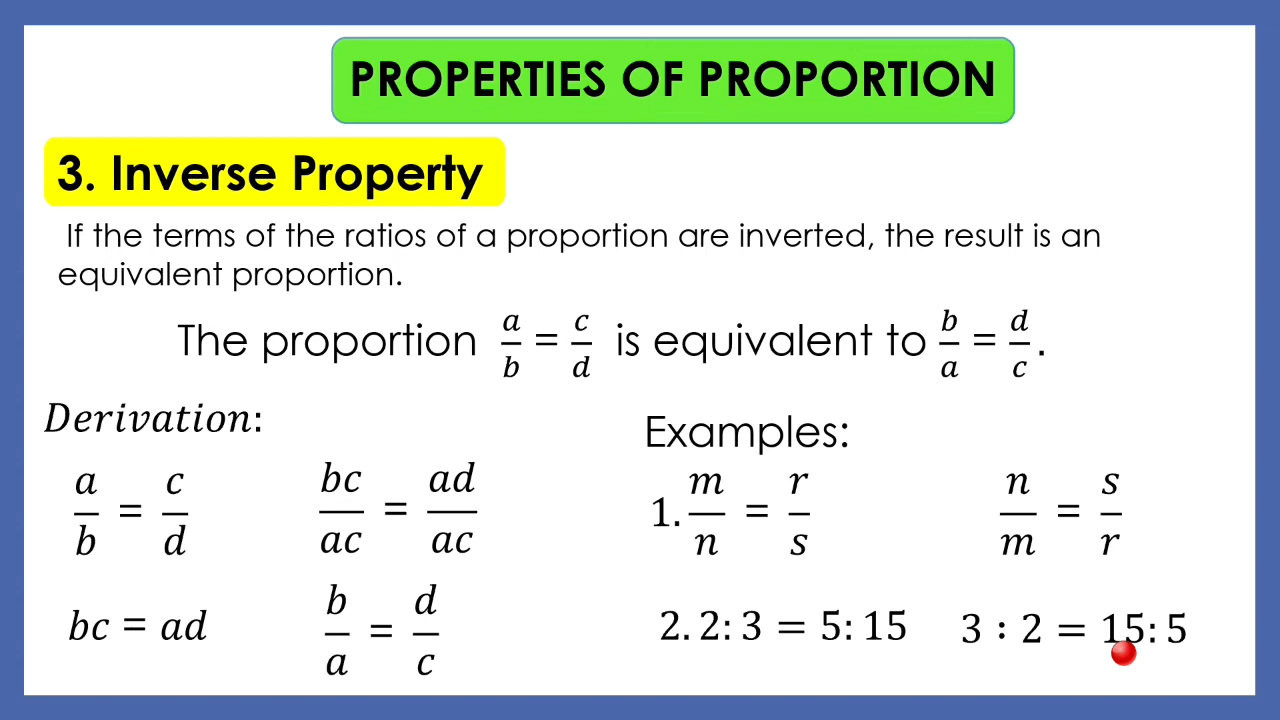 PROPERTIES OF PROPORTION
3. Inverse Property
If the terms of the ratios of a proportion are inverted, the result is an
equivalent proportion.
The proportion a/b = c/d is equivalent to b/a = d/c.
Derivation:
Examples:
a/b = c/d
bc/ac = ad/ac
1. m/n = r/s
n/m = s/r
bc = ad
b/a = d/c
2. 2: 3 = 5: 15
3 : 2 = 15: 5